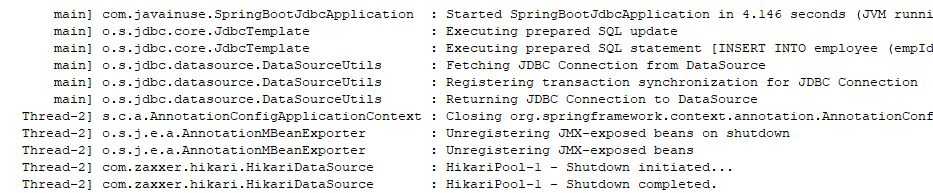 main] com.javainuse.SpringBootJdbcApplication : Started SpringBootJdbcApplication in 4.146 seconds (JVM runni
main] o.s.jdbc.core.JdbcTemplate : Executing prepared SQL update
main] o.s.jdbc.core.JdbcTemplate : Executing prepared SQL statement [INSERT INTO employee (empId
main] o.s.jdbc.datasource.DataSourceUtils : Fetching JDBC Connection from DataSource
main] o.s.jdbc.datasource.DataSourceUtils : Registering transaction synchronization for JDBC Connection
main] o.s.jdbc.datasource.DataSourceUtils : Returning JDBC Connection to DataSource
Thread-2] s.c.a.AnnotationConfigApplicationContext : Closing org.springframework.context.annotation.AnnotationConf
Thread-2] o.s.j.e.a.AnnotationMBeanExporter : Unregistering JMX-exposed beans on shutdown
Thread-2] o.s.j.e.a.AnnotationMBeanExporter : Unregistering JMX-exposed beans
Thread-2] com.zaxxer.hikari.HikariDataSource : HikariPool-1 - Shutdown initiated...
Thread-2] com.zaxxer.hikari.HikariDataSource : HikariPool-1 - Shutdown completed.